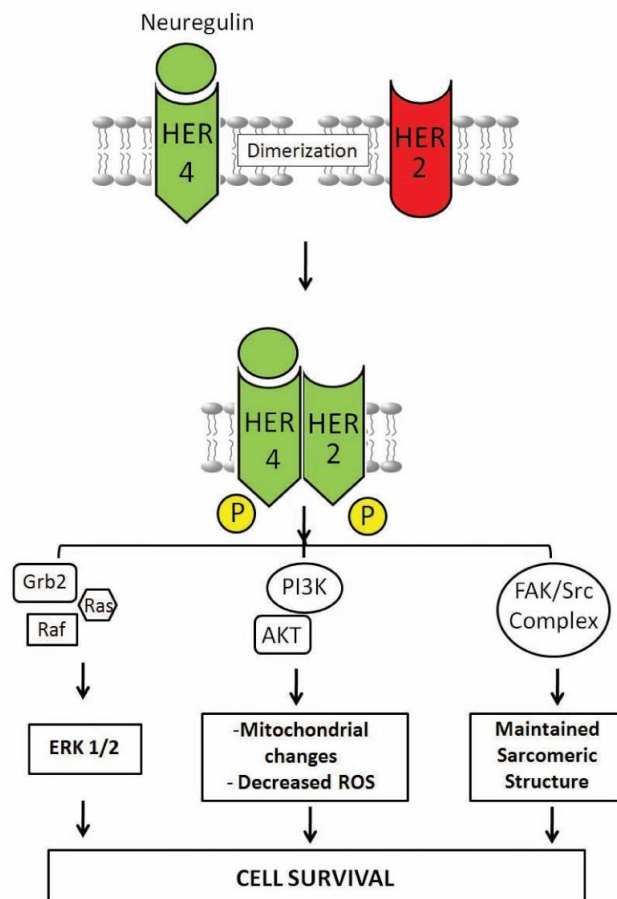 Neuregulin
HER
4
Dimerization
HER
2
HER
4
HER
2
P
P
Grb2
Ras
Raf
PI3K
AKT
FAK/Src
Complex
ERK 1/2
-Mitochondrial
changes
- Decreased ROS
Maintained
Sarcomeric
Structure
CELL SURVIVAL